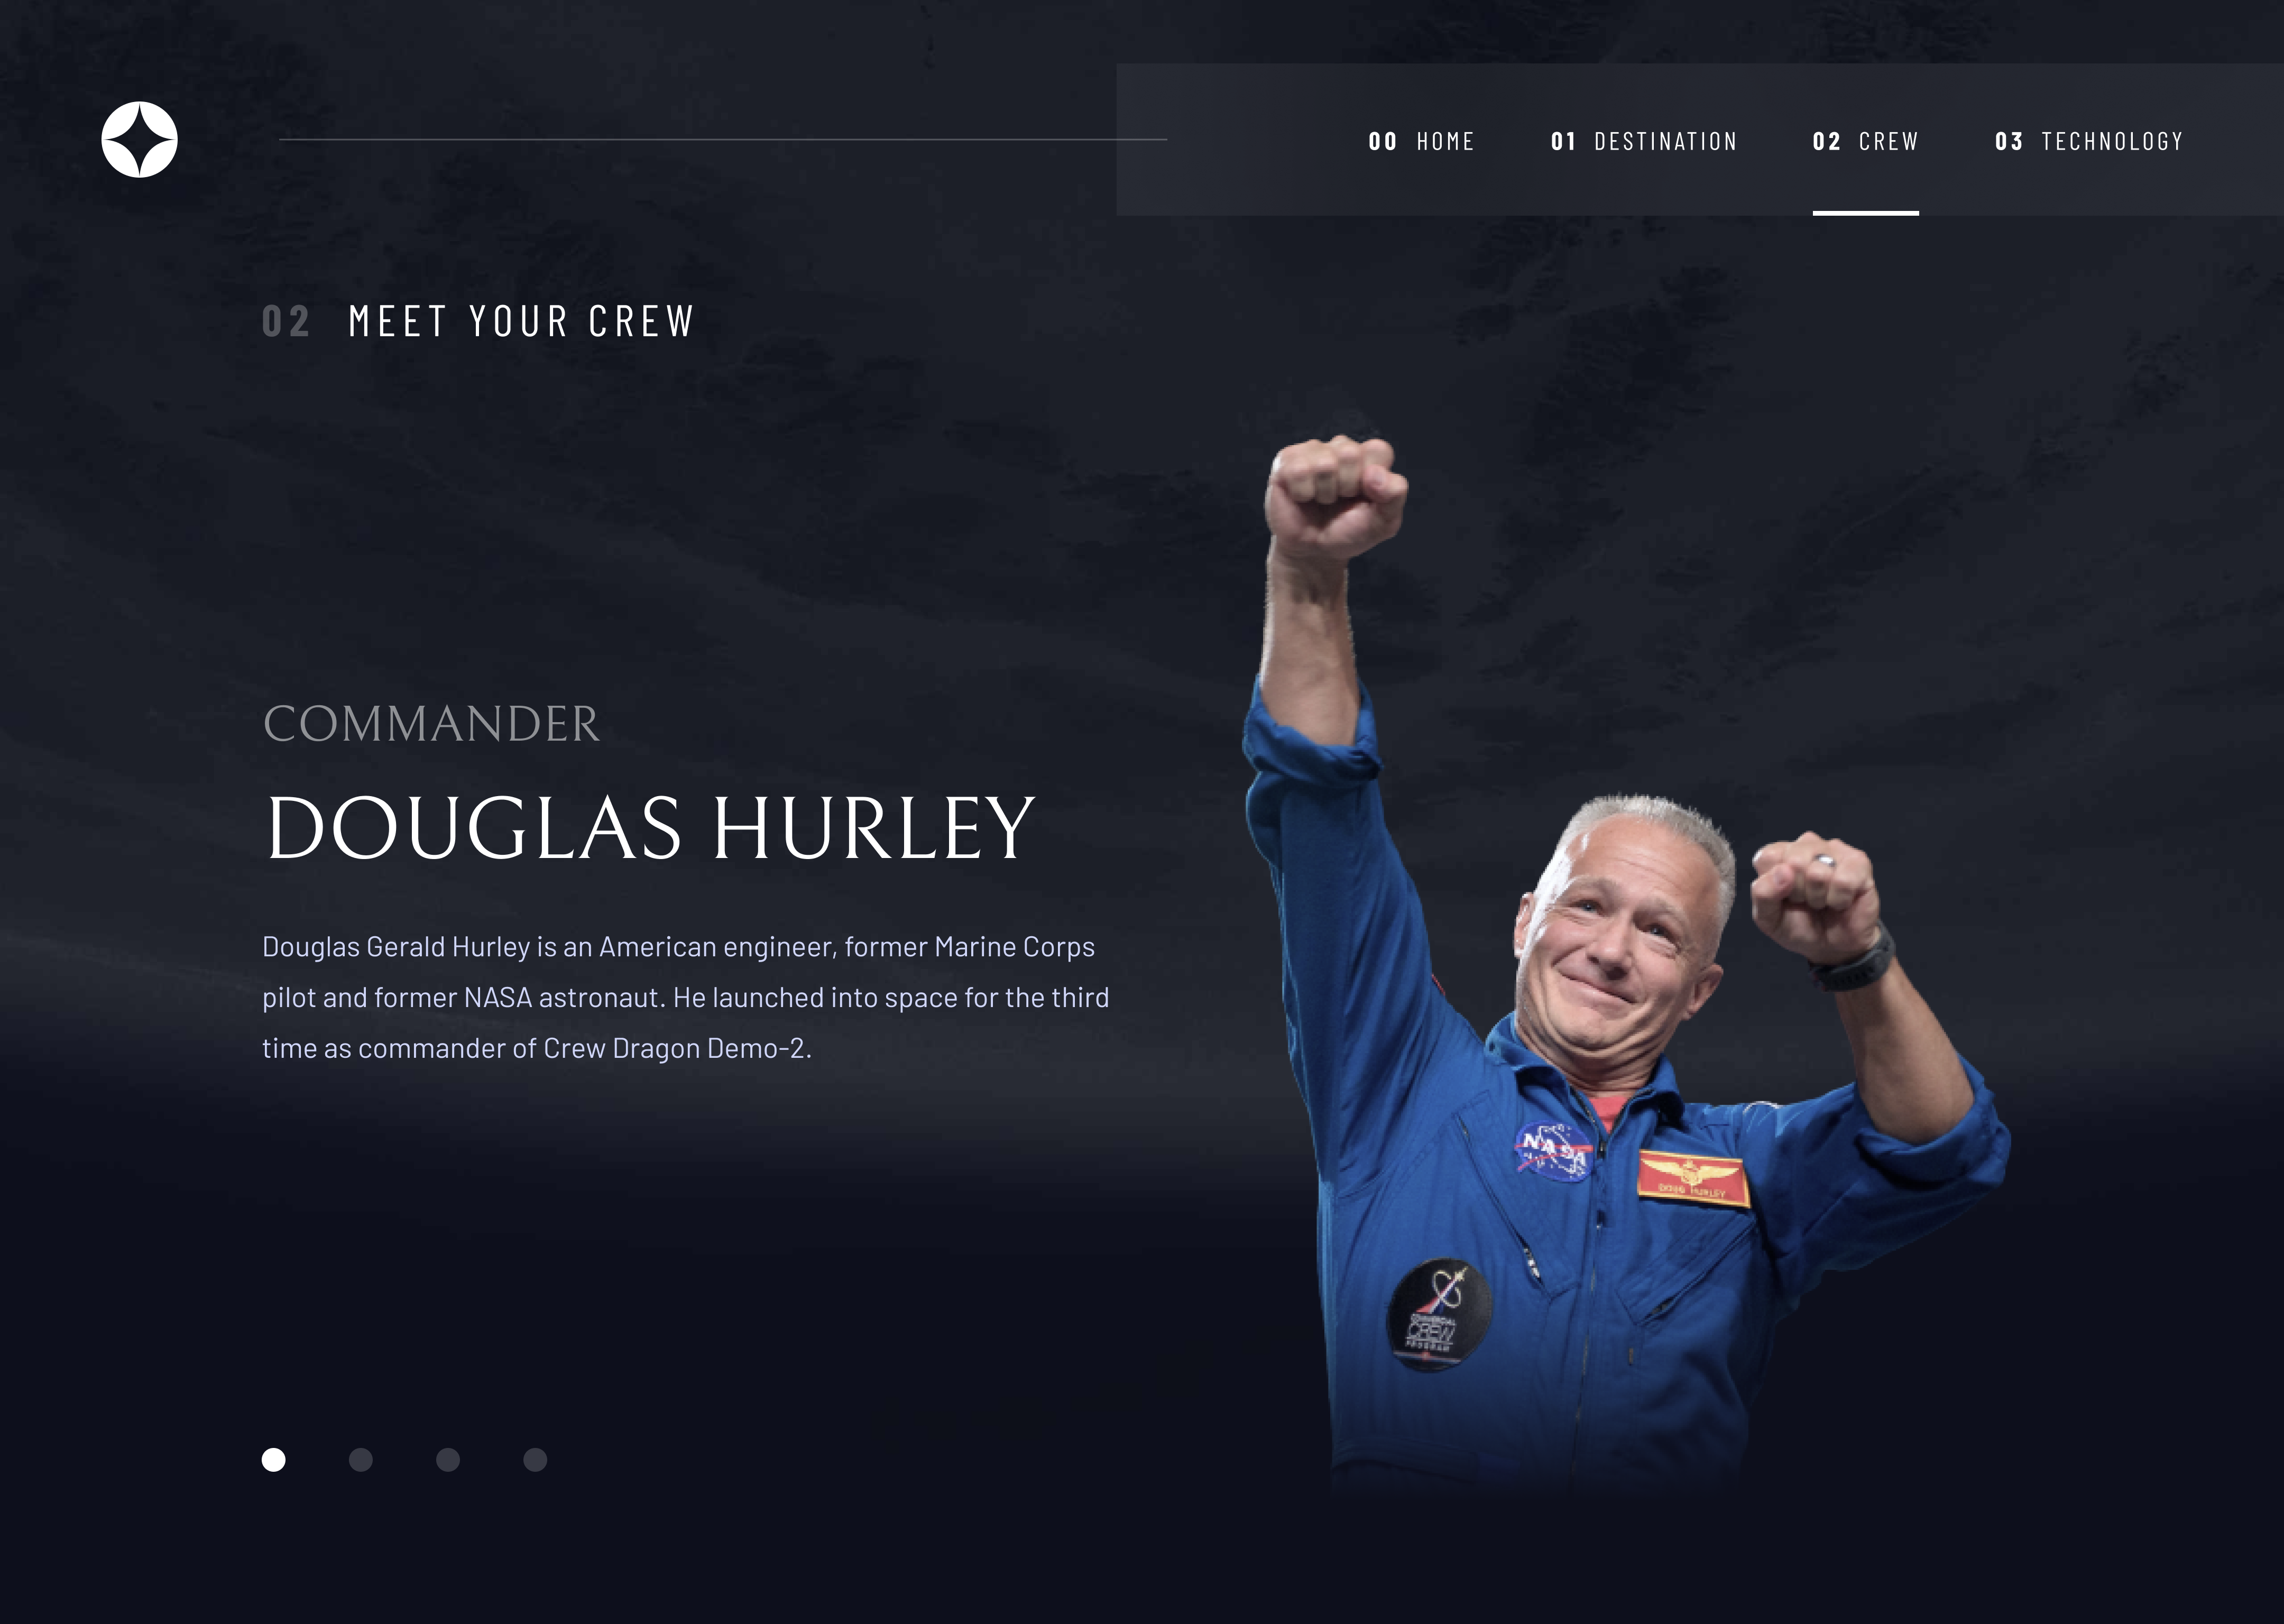 00 HOME 01 DESTINATION 02 CREW 03 TECHNOLOGY
02 MEET YOUR CREW
COMMANDER
DOUGLAS HURLEY
Douglas Gerald Hurley is an American engineer, former Marine Corps
pilot and former NASA astronaut. He launched into space for the third
time as commander of Crew Dragon Demo-2.
NASA
DOUG HURLEY
COMMERCIAL
CREW
PROGRAM